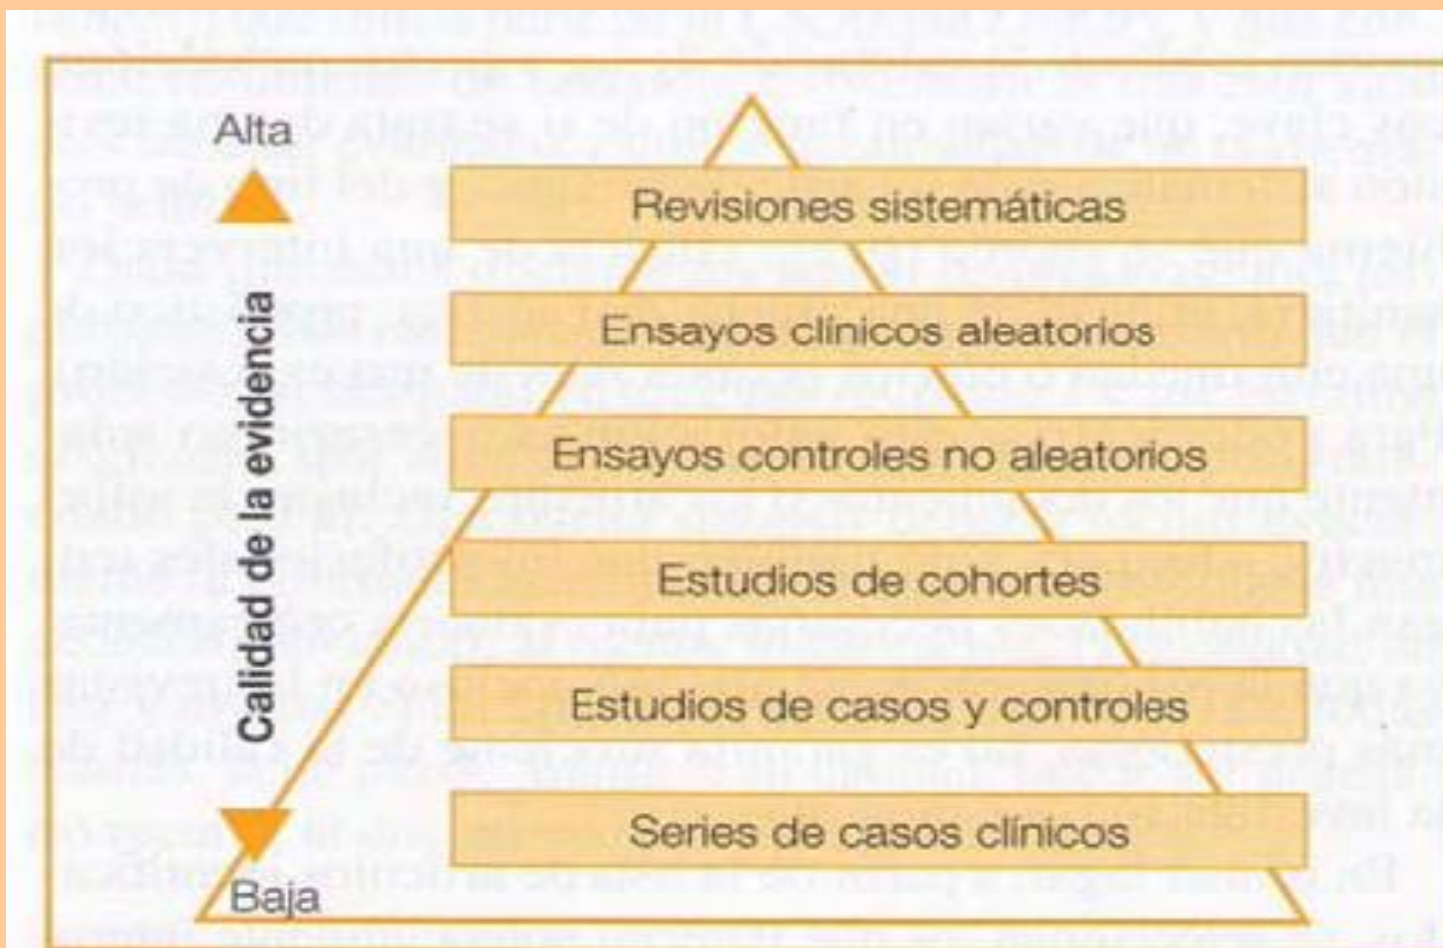 Alta
Calidad de la evidencia
Baja
Revisiones sistemáticas
Ensayos clínicos aleatorios
Ensayos controles no aleatorios
Estudios de cohortes
Estudios de casos y controles
Series de casos clínicos